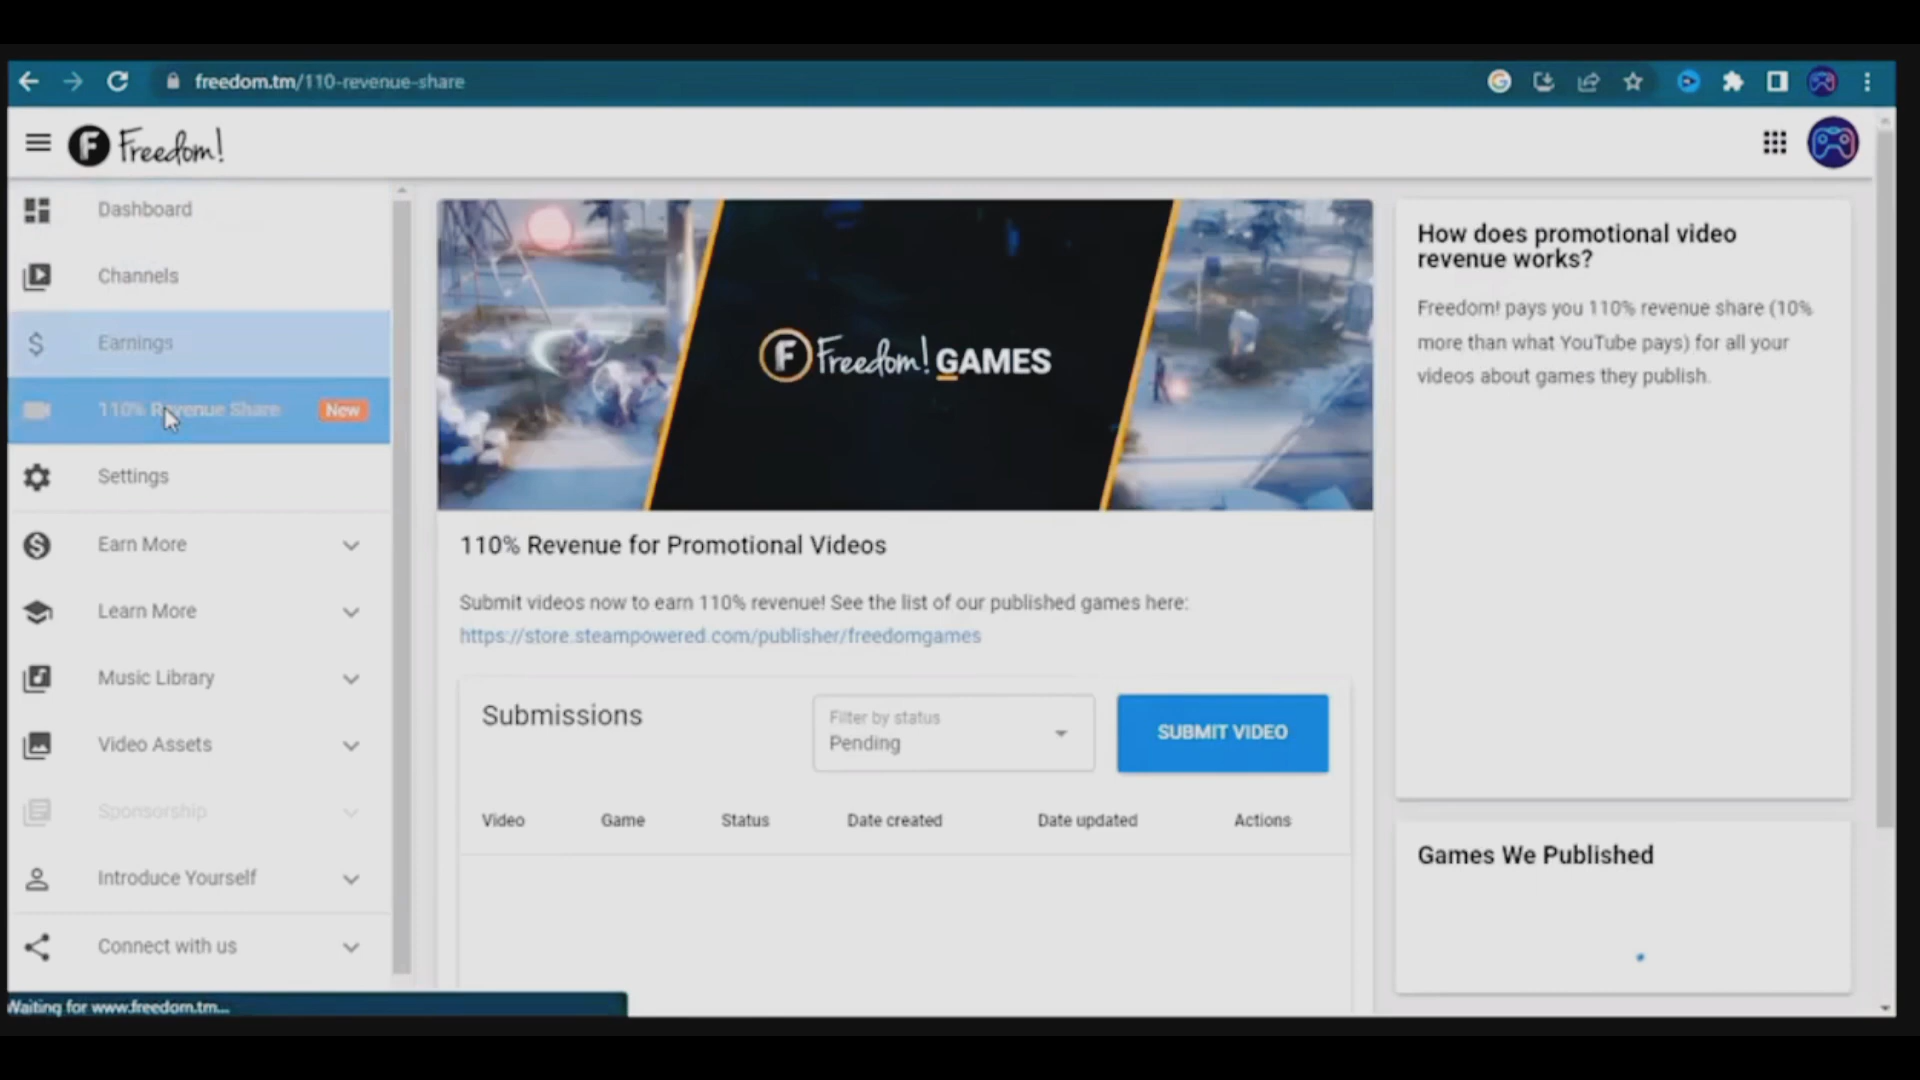 freedom.tm/110-revenue-share
F Freedom!
Dashboard
Channels
Earnings
110% Revenue Share New
Settings
Earn More
Learn More
Music Library
Video Assets
Sponsorship
Introduce Yourself
Connect with us
Waiting for www.freedom.tm...
F Freedom! GAMES
110% Revenue for Promotional Videos
Submit videos now to earn 110% revenue! See the list of our published games here:
https://store.steampowered.com/publisher/freedomgames
Submissions
Filter by status
Pending
SUBMIT VIDEO
Video Game Status Date created Date updated Actions
How does promotional video
revenue works?
Freedom! pays you 110% revenue share (10%
more than what YouTube pays) for all your
videos about games they publish.
Games We Published